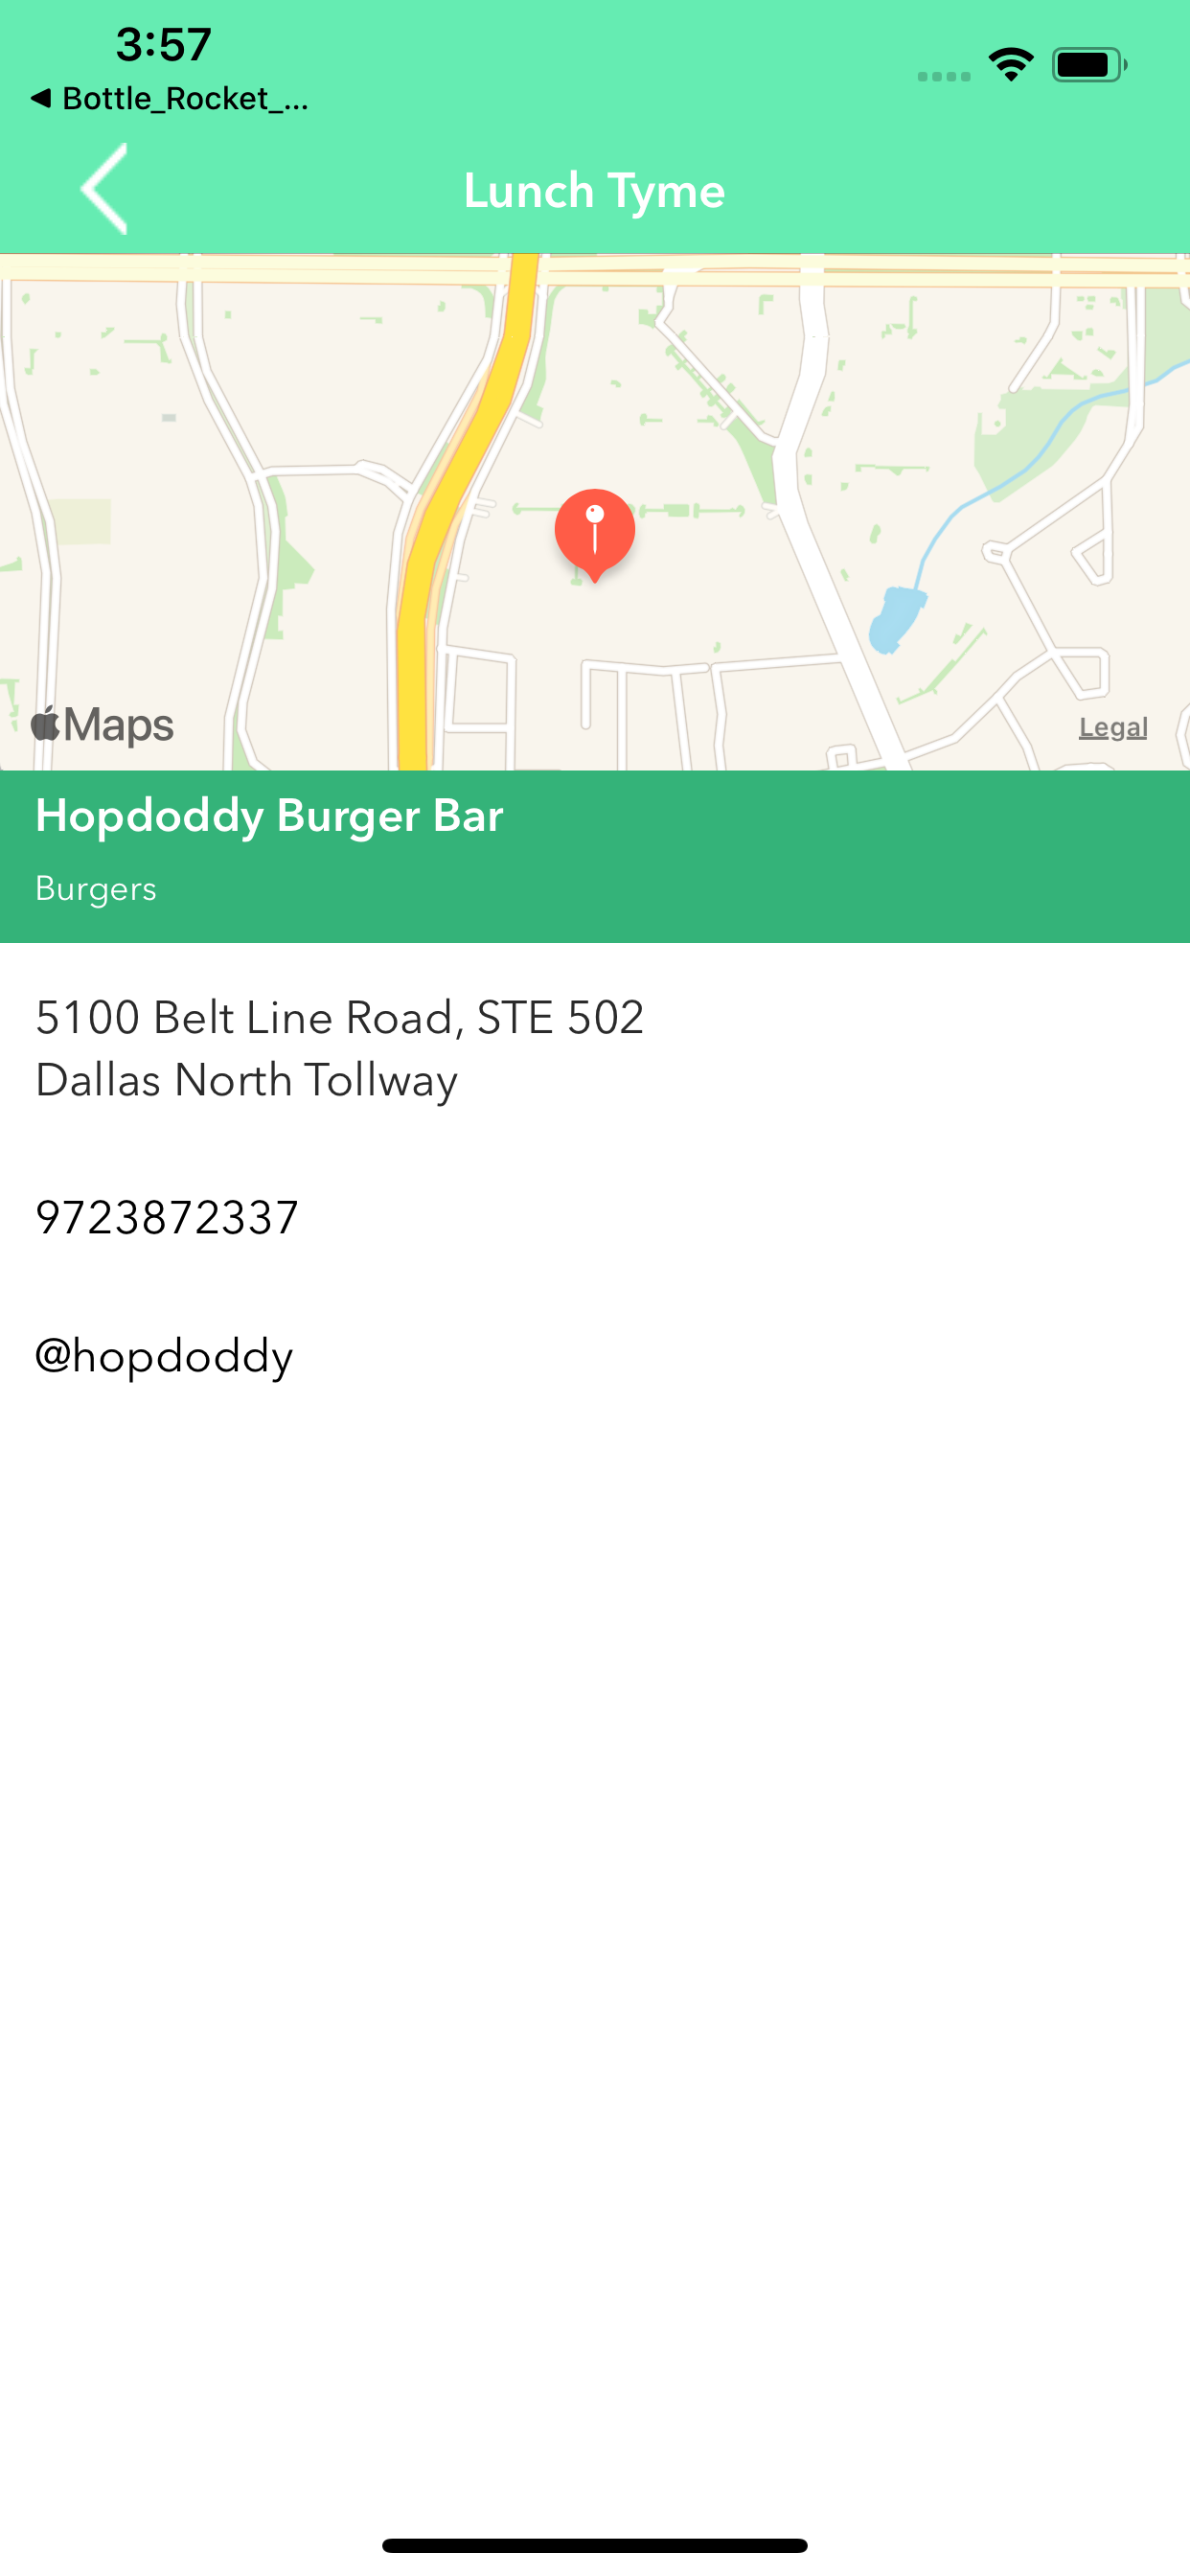 3:57
Bottle_Rocket_...
Lunch Tyme
Maps
Legal
Hopdoddy Burger Bar
Burgers
5100 Belt Line Road, STE 502
Dallas North Tollway
9723872337
@hopdoddy